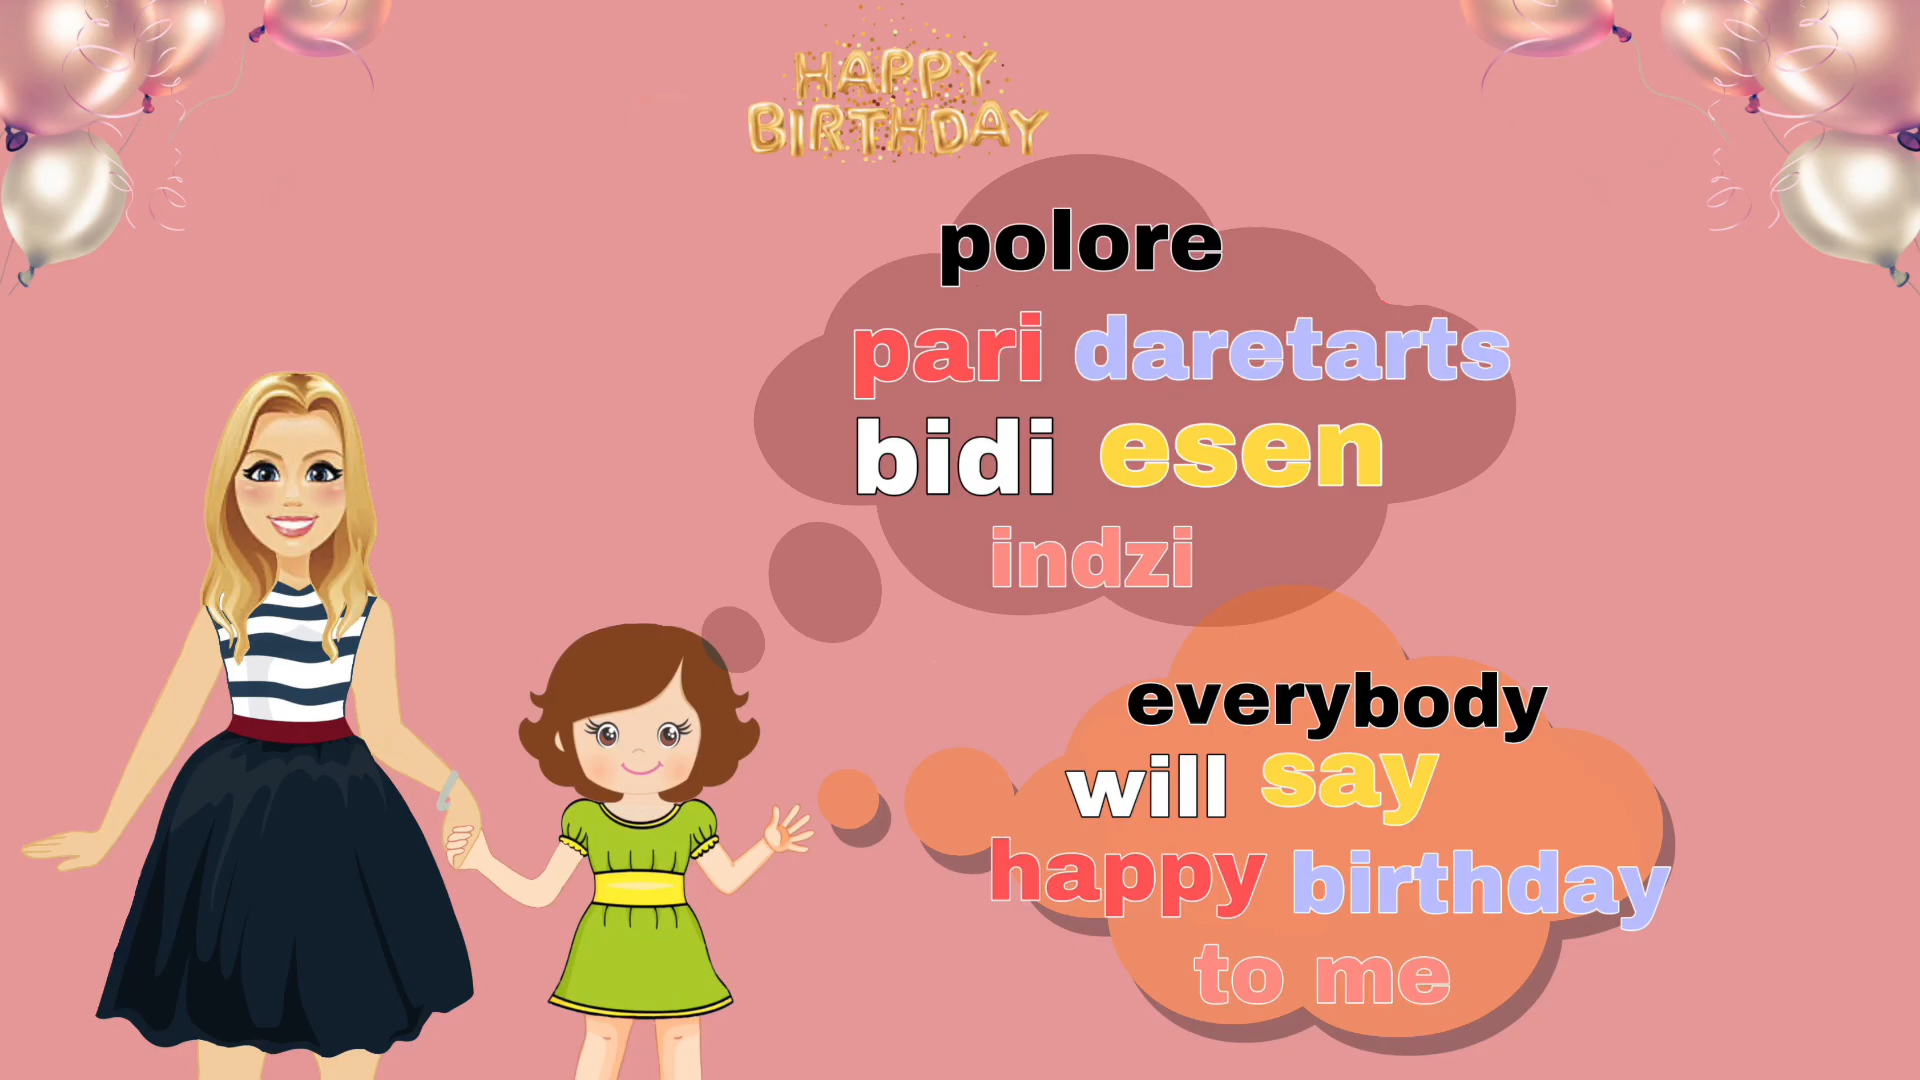 HAPPY
BIRTHDAY
polore
pari daretarts
bidi esen
indzi
everybody
will say
happy birthday
to me